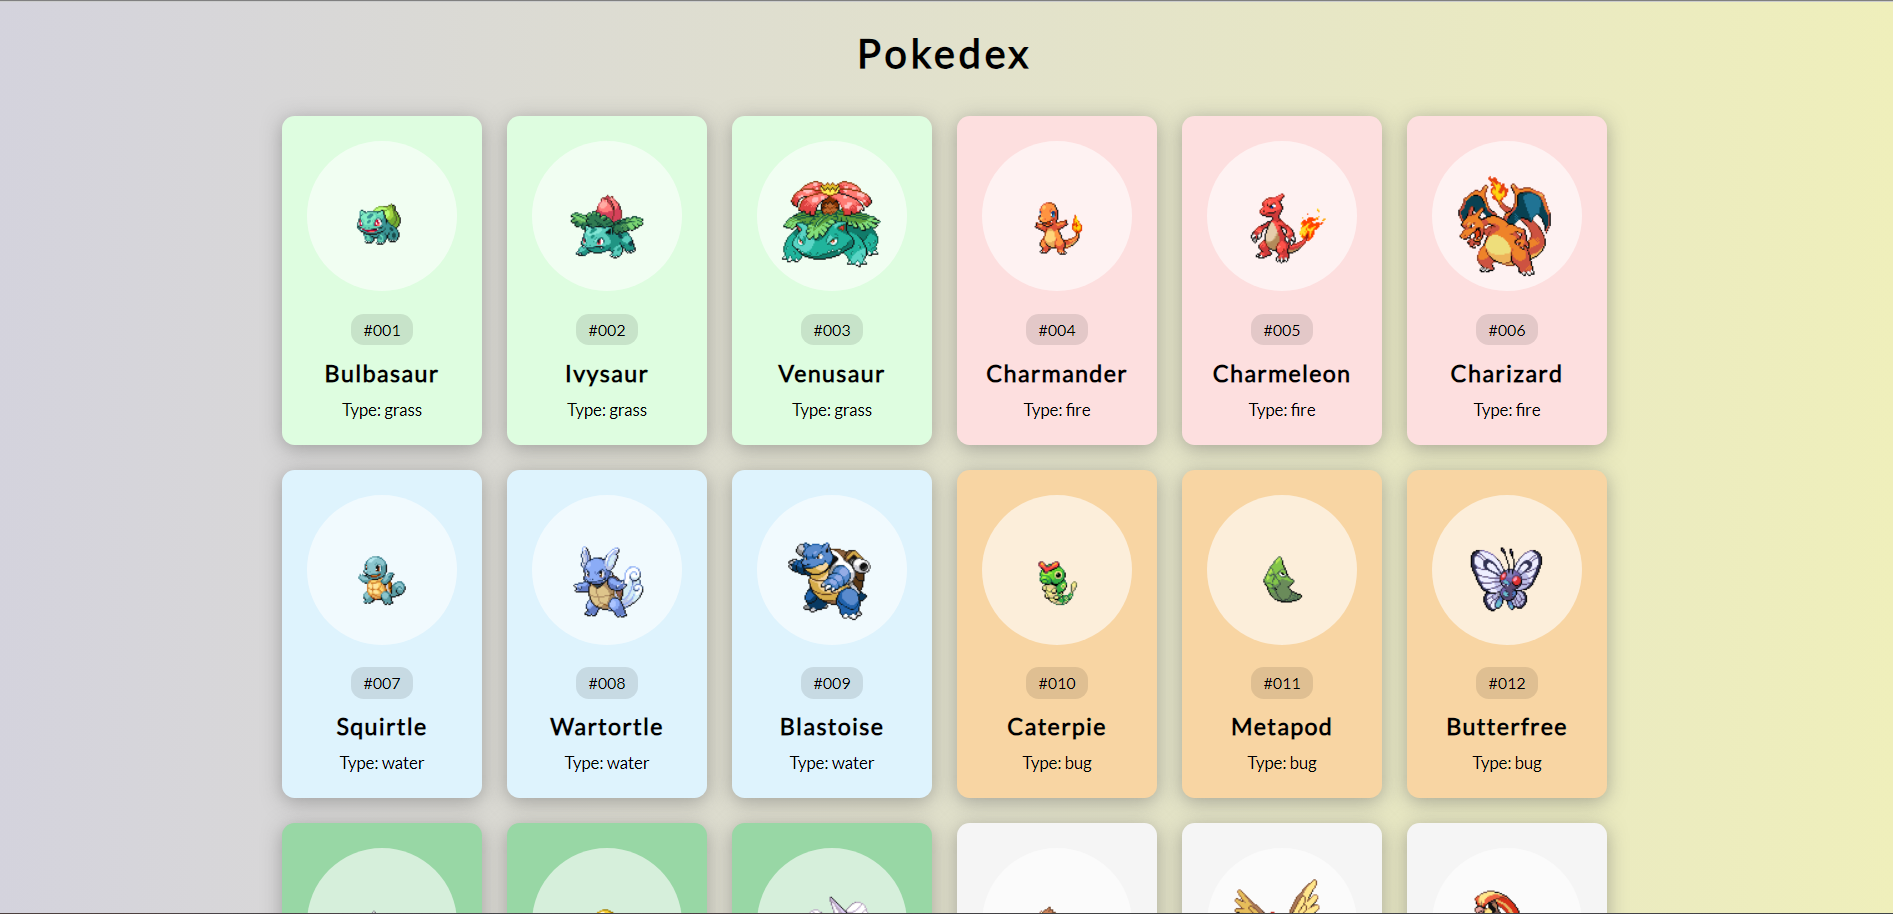 Pokedex
#001
Bulbasaur
Type: grass
#002
Ivysaur
Type: grass
#003
Venusaur
Type: grass
#004
Charmander
Type: fire
#005
Charmeleon
Type: fire
#006
Charizard
Type: fire
#007
Squirtle
Type: water
#008
Wartortle
Type: water
#009
Blastoise
Type: water
#010
Caterpie
Type: bug
#011
Metapod
Type: bug
#012
Butterfree
Type: bug